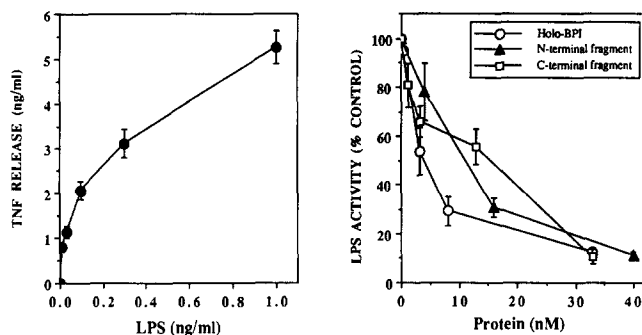 TNF RELEASE (ng/ml)
6
5
4
3
2
1
0
0.0 0.2 0.4 0.6 0.8 1.0
LPS (ng/ml)
LPS ACTIVITY (% CONTROL)
100
80
60
40
20
0
0 10 20 30 40
Protein (nM)
Holo-BPI
N-terminal fragment
C-terminal fragment